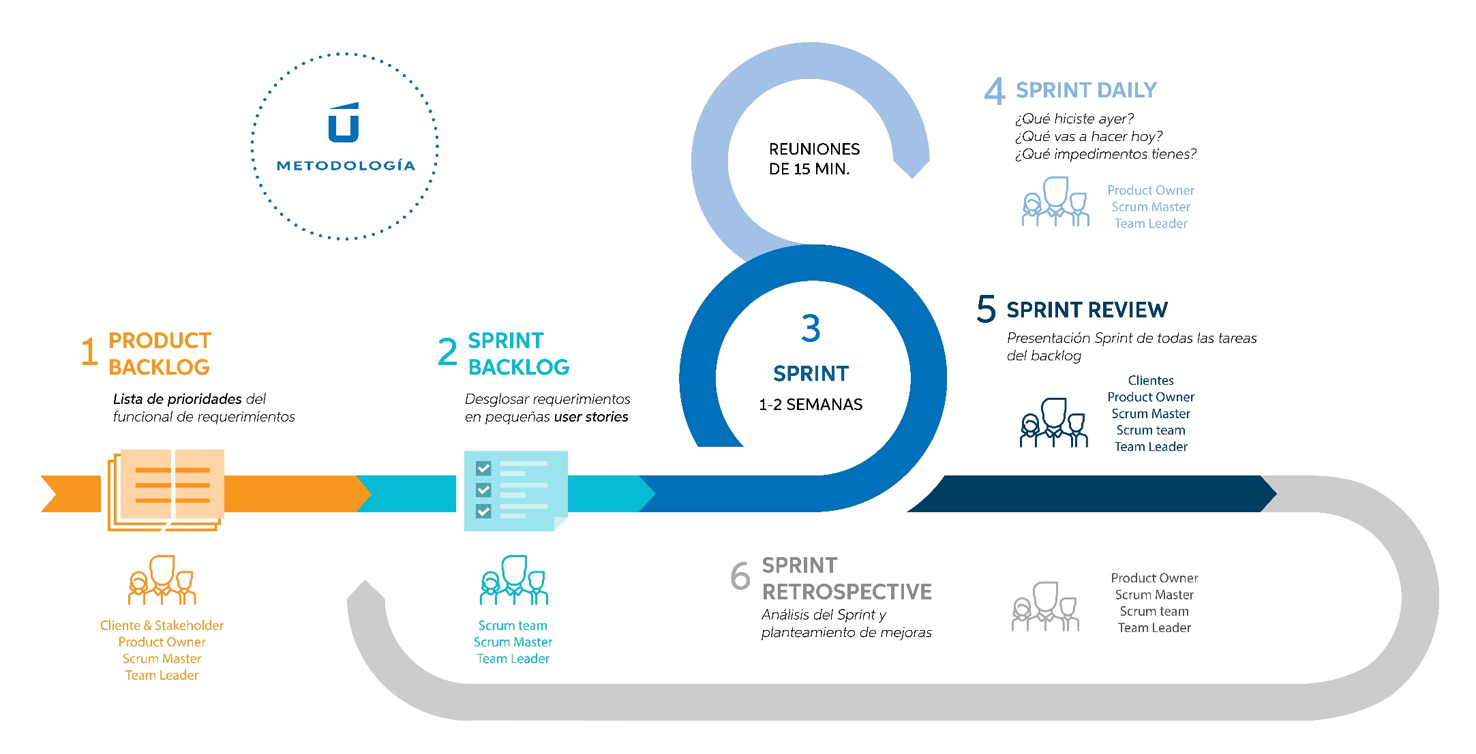 Ú
METODOLOGÍA
1 PRODUCT
BACKLOG
Lista de prioridades del
funcional de requerimientos
Cliente & Stakeholder
Product Owner
Scrum Master
Team Leader
2 SPRINT
BACKLOG
Desglosar requerimientos
en pequeñas user stories
Scrum team
Scrum Master
Team Leader
3
SPRINT
1-2 SEMANAS
REUNIONES
DE 15 MIN.
4 SPRINT DAILY
¿Qué hiciste ayer?
¿Qué vas a hacer hoy?
¿Qué impedimentos tienes?
Product Owner
Scrum Master
Team Leader
5 SPRINT REVIEW
Presentación Sprint de todas las tareas
del backlog
Clientes
Product Owner
Scrum Master
Scrum team
Team Leader
6 SPRINT
RETROSPECTIVE
Análisis del Sprint y
planteamiento de mejoras
Product Owner
Scrum Master
Scrum team
Team Leader